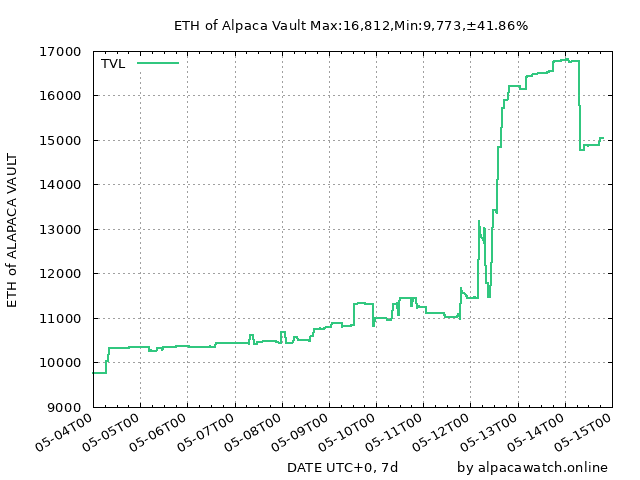 ETH of Alpaca Vault Max:16,812,Min:9,773,±41.86%
TVL
17000
16000
15000
14000
13000
12000
11000
10000
9000
ETH of ALAPACA VAULT
05-04T00
05-05T00
05-06T00
05-07T00
05-08T00
05-09T00
05-10T00
05-11T00
05-12T00
05-13T00
05-14T00
05-15T00
DATE UTC+0, 7d
by alpacawatch.online